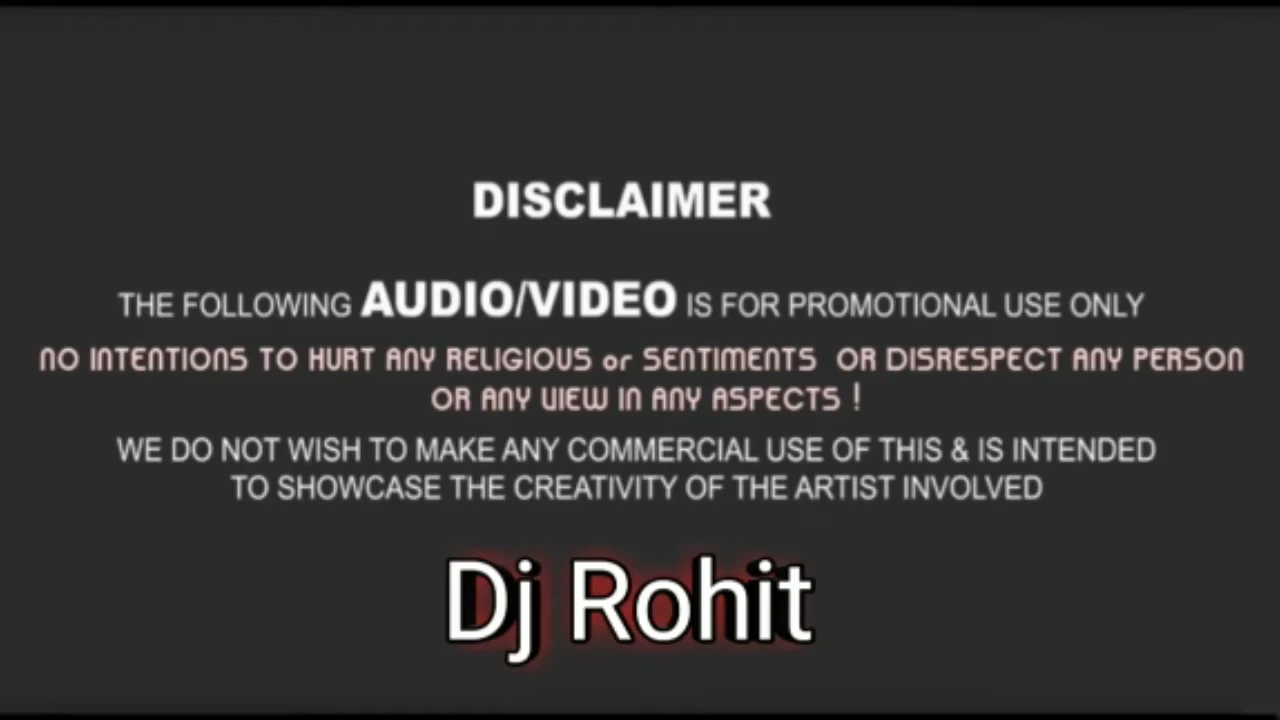 DISCLAIMER
THE FOLLOWING AUDIO/VIDEO IS FOR PROMOTIONAL USE ONLY
NO INTENTIONS TO HURT ANY RELIGIOUS or SENTIMENTS OR DISRESPECT ANY PERSON
OR ANY VIEW IN ANY ASPECTS !
WE DO NOT WISH TO MAKE ANY COMMERCIAL USE OF THIS & IS INTENDED
TO SHOWCASE THE CREATIVITY OF THE ARTIST INVOLVED
Dj Rohit